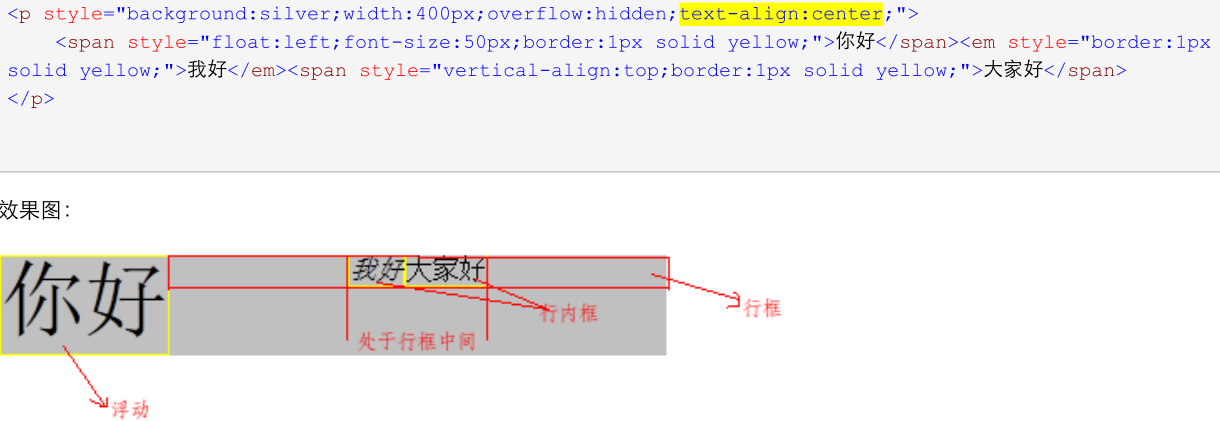 <p style="background:silver;width:400px;overflow:hidden;text-align:center;">
    <span style="float:left;font-size:50px;border:1px solid yellow;">你好</span><em style="border:1px
solid yellow;">我好</em><span style="vertical-align:top;border:1px solid yellow;">大家好</span>
</p>
效果图：
你好
我好大家好
行框
行内框
处于行框中间
浮动